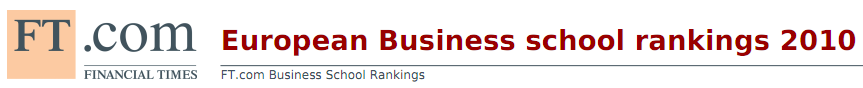 FT.com
FINANCIAL TIMES
European Business school rankings 2010
FT.com Business School Rankings